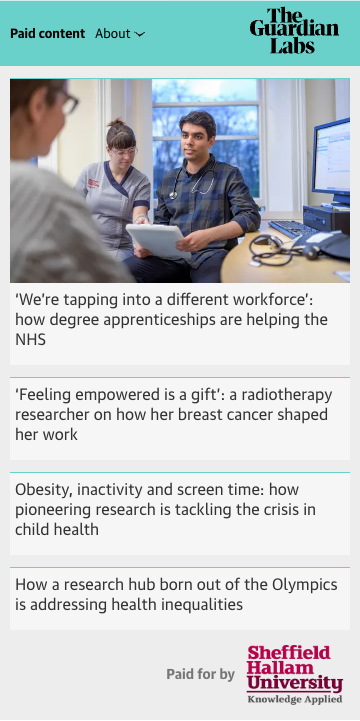 Paid content About
The
Guardian
Labs
‘We’re tapping into a different workforce’:
how degree apprenticeships are helping the
NHS
‘Feeling empowered is a gift’: a radiotherapy
researcher on how her breast cancer shaped
her work
Obesity, inactivity and screen time: how
pioneering research is tackling the crisis in
child health
How a research hub born out of the Olympics
is addressing health inequalities
Paid for by
Sheffield
Hallam
University
Knowledge Applied